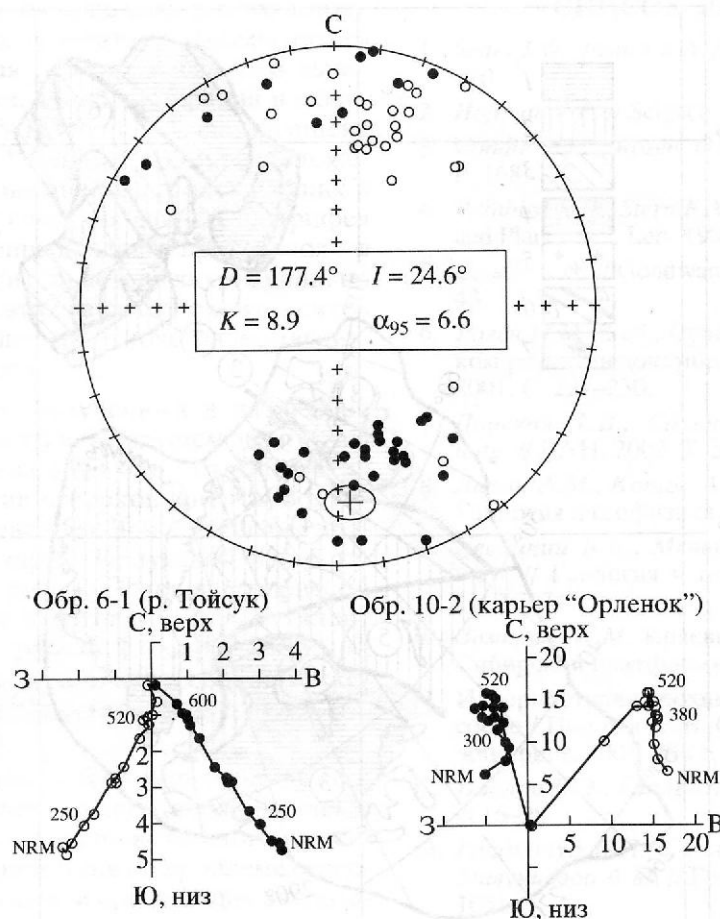 С
D = 177.4° I = 24.6°
K = 8.9 α95 = 6.6
Обр. 6-1 (р. Тойсук)
С, верх
1 2 3 4
З В
600
520
1
2
3
250 250
4
NRM NRM
5
Ю, низ
Обр. 10-2 (карьер “Орленок”)
С, верх
20
520 520
15
380
300
10
NRM NRM
5
З В
5 10 15 20
Ю, низ